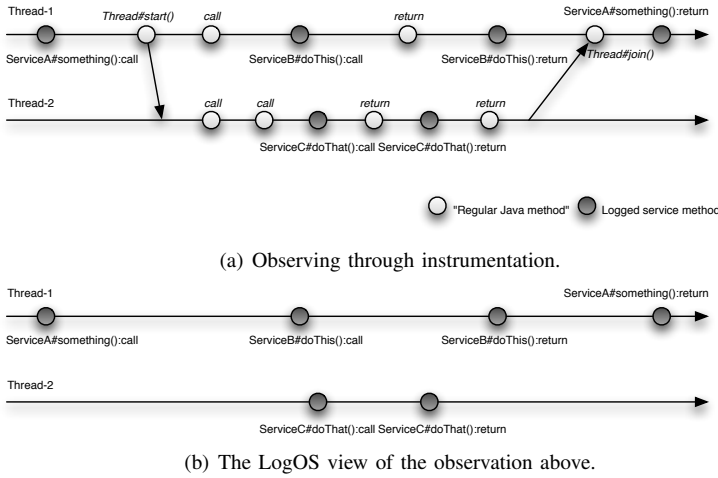 Thread-1
Thread#start()
call
return
ServiceA#something():return
ServiceA#something():call
ServiceB#doThis():call
ServiceB#doThis():return
Thread#join()
Thread-2
call
call
return
return
ServiceC#doThat():call ServiceC#doThat():return
"Regular Java method"
Logged service method
(a) Observing through instrumentation.
Thread-1
ServiceA#something():return
ServiceA#something():call
ServiceB#doThis():call
ServiceB#doThis():return
Thread-2
ServiceC#doThat():call ServiceC#doThat():return
(b) The LogOS view of the observation above.